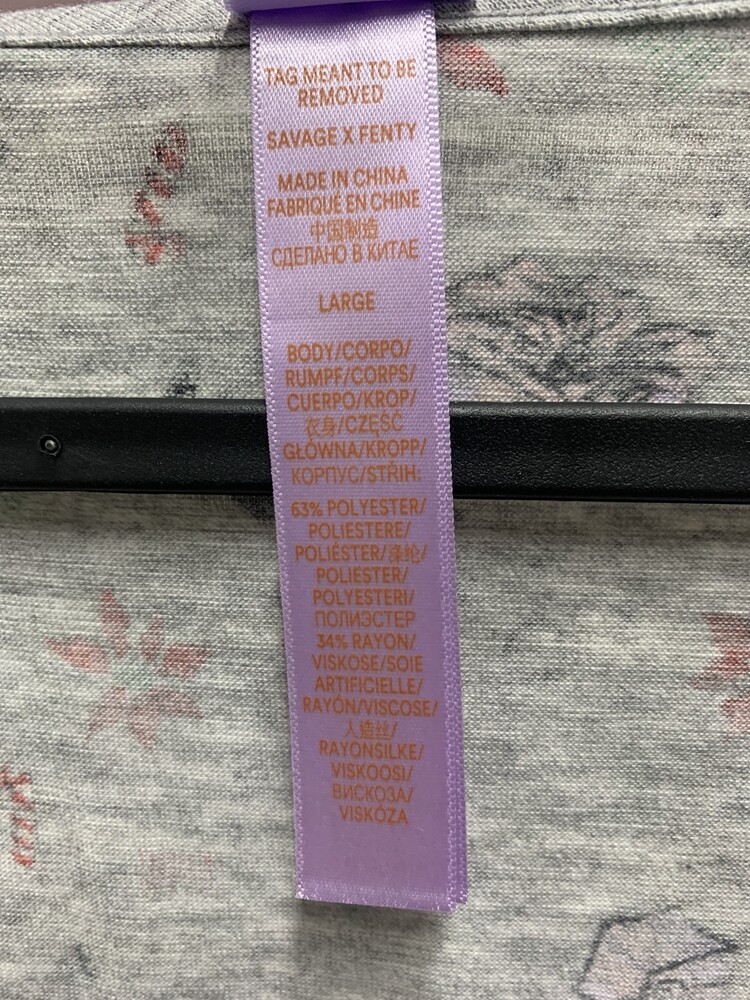 TAG MEANT TO BE
REMOVED
SAVAGE X FENTY
MADE IN CHINA
FABRIQUÉ EN CHINE
中国制造
СДЕЛАНО В КИТАЕ
LARGE
BODY/CORPO/
RUMPF/CORPS/
CUERPO/KROP/
衣身/CZĘŚĆ
GŁÓWNA/KROPP/
КОРПУС/STŘIH:
63% POLYESTER/
POLIESTERE/
POLIÉSTER/涤纶/
POLIESTER/
POLYESTERI/
ПОЛИЭСТЕР
34% RAYON/
VISKOSE/SOIE
ARTIFICIELLE/
RAYÓN/VISCOSE/
人造丝/
RAYONSILKE/
VISKOOSI/
ВИСКОЗА/
VISKÓZA